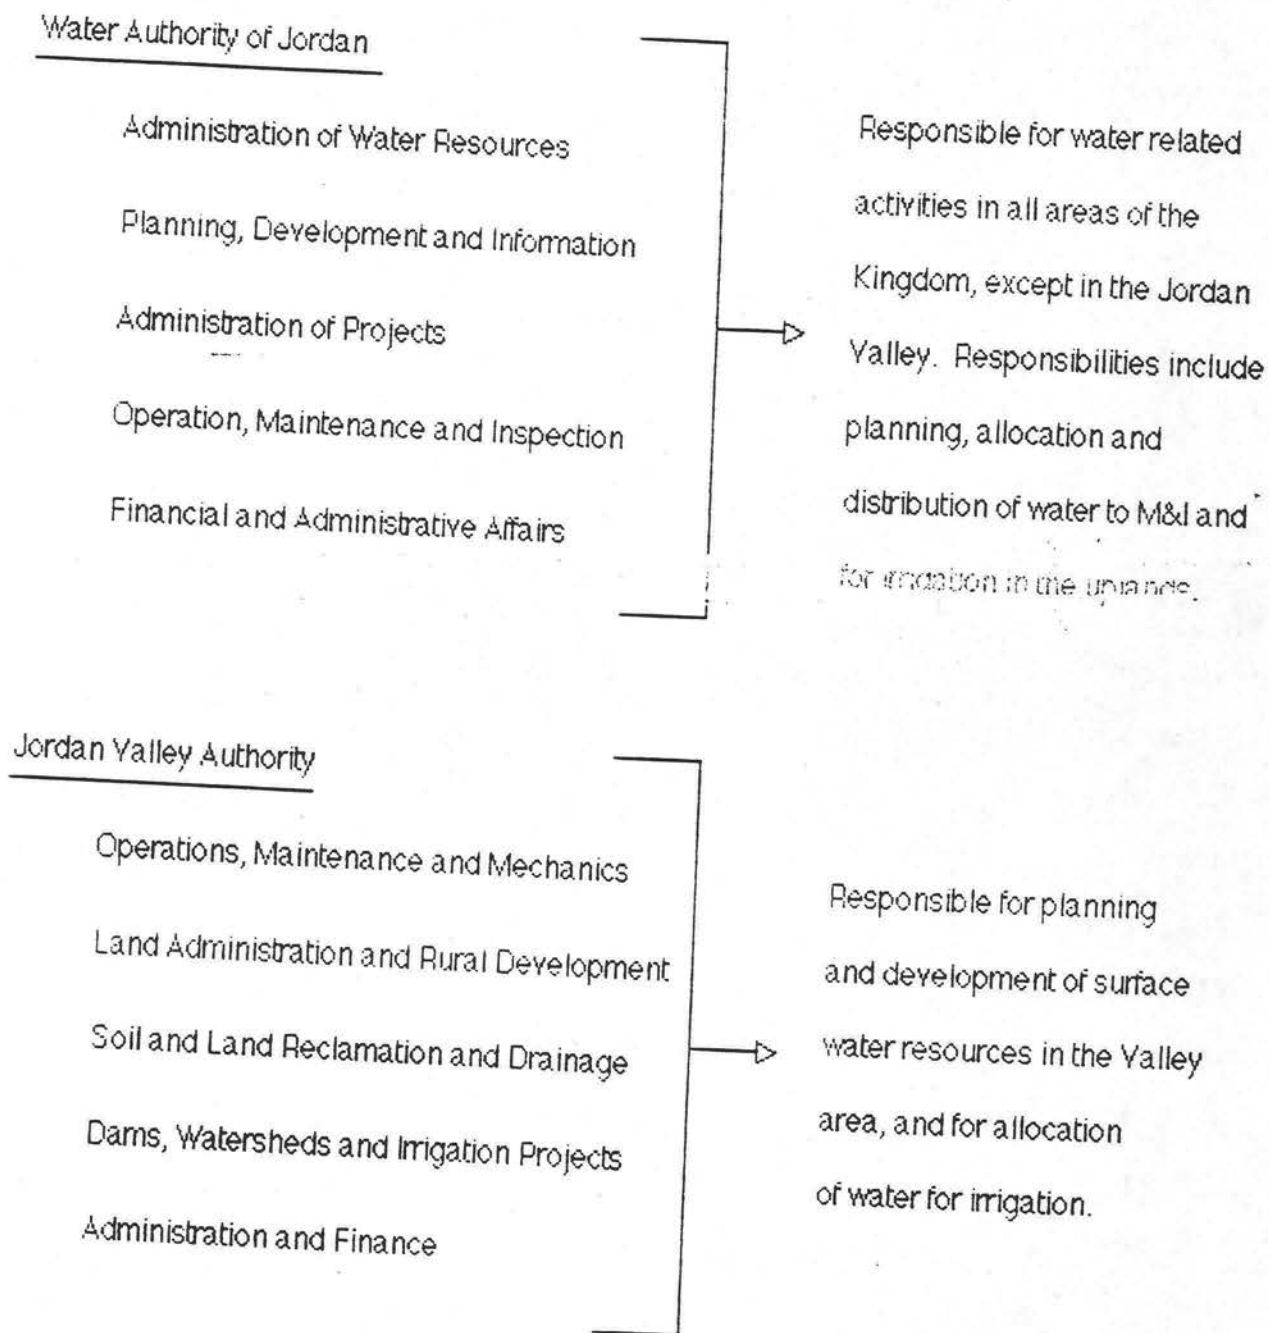 Water Authority of Jordan
Administration of Water Resources
Planning, Development and Information
Administration of Projects
Operation, Maintenance and Inspection
Financial and Administrative Affairs
Responsible for water related
activities in all areas of the
Kingdom, except in the Jordan
Valley. Responsibilities include
planning, allocation and
distribution of water to M&I and
for irrigation in the uplands.
Jordan Valley Authority
Operations, Maintenance and Mechanics
Land Administration and Rural Development
Soil and Land Reclamation and Drainage
Dams, Watersheds and Irrigation Projects
Administration and Finance
Responsible for planning
and development of surface
water resources in the Valley
area, and for allocation
of water for irrigation.